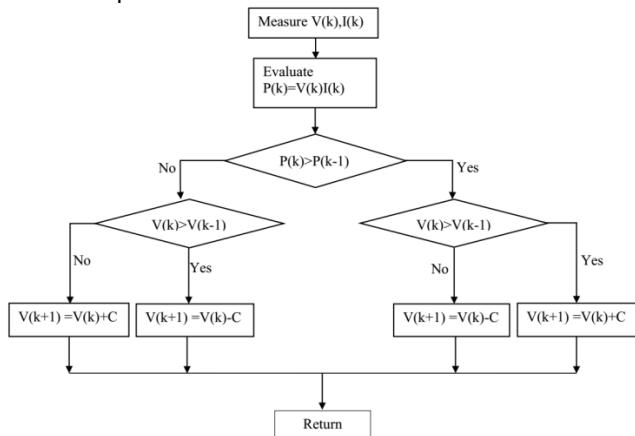 Measure V(k),I(k)
Evaluate
P(k)=V(k)I(k)
P(k)>P(k-1)
No
Yes
V(k)>V(k-1)
V(k)>V(k-1)
No
Yes
No
Yes
V(k+1) =V(k)+C
V(k+1) =V(k)-C
V(k+1) =V(k)-C
V(k+1) =V(k)+C
Return